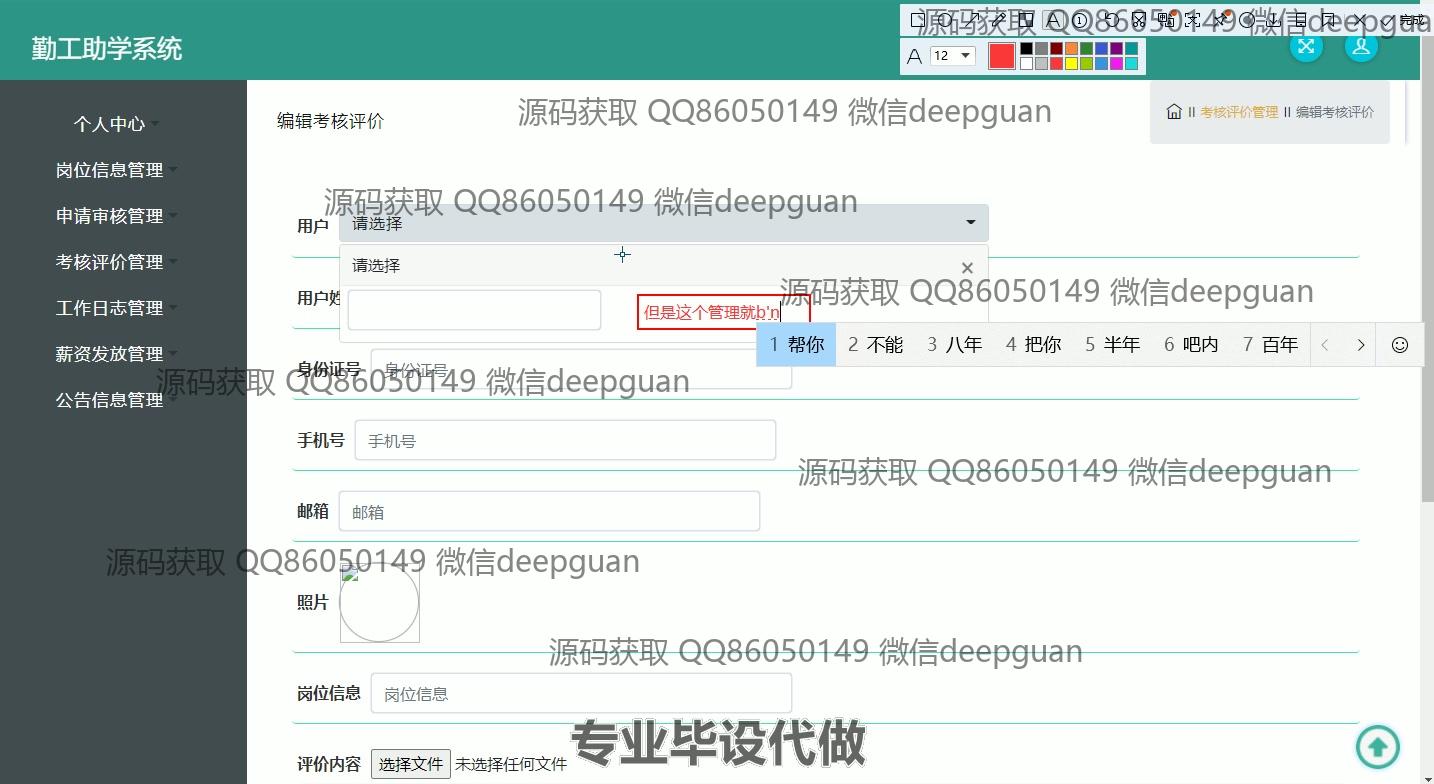 勤工助学系统
源码获取 QQ86050149 微信deepguan
完成
A 12
个人中心
岗位信息管理
申请审核管理
考核评价管理
工作日志管理
薪资发放管理
公告信息管理
编辑考核评价
源码获取 QQ86050149 微信deepguan
考核评价管理 编辑考核评价
源码获取 QQ86050149 微信deepguan
用户 请选择
请选择 ×
源码获取 QQ86050149 微信deepguan
用户姓
但是这个管理就b'n
1 帮你 2 不能 3 八年 4 把你 5 半年 6 吧内 7 百年
身份证号 身份证号
源码获取 QQ86050149 微信deepguan
手机号 手机号
源码获取 QQ86050149 微信deepguan
邮箱 邮箱
源码获取 QQ86050149 微信deepguan
照片
源码获取 QQ86050149 微信deepguan
岗位信息 岗位信息
专业毕设代做
评价内容 选择文件 未选择任何文件